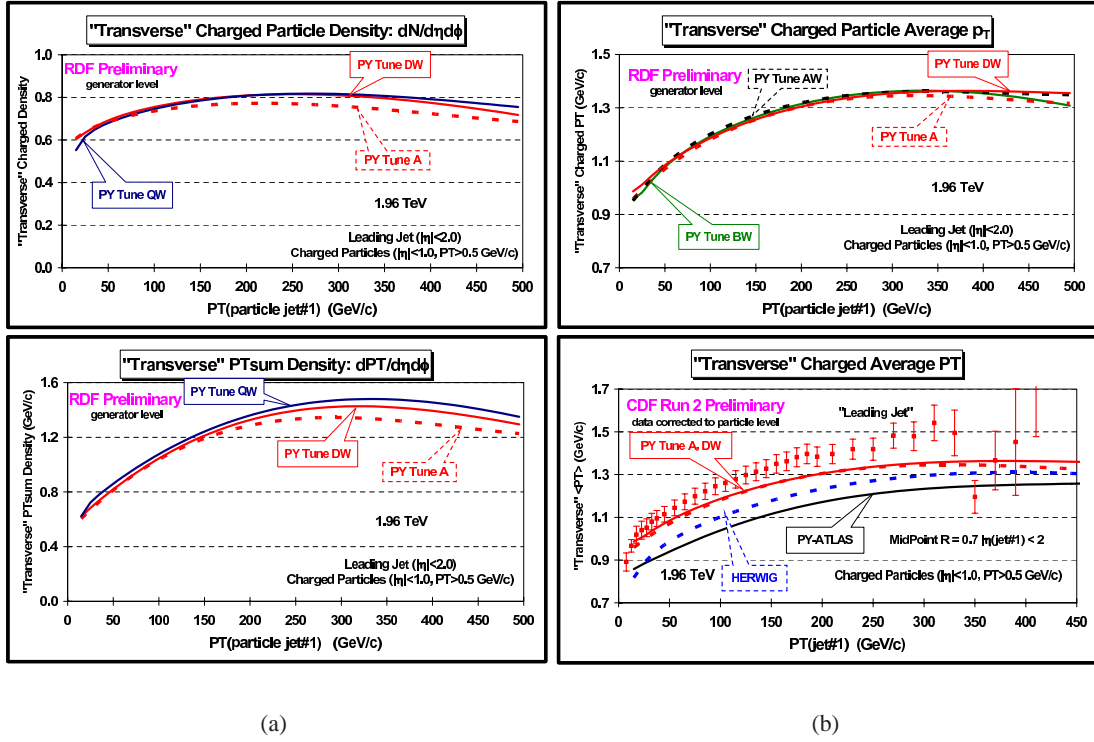 "Transverse" Charged Particle Density: dN/dηdϕ
RDF Preliminary
generator level
PY Tune DW
PY Tune A
PY Tune QW
1.96 TeV
Leading Jet (|η|<2.0)
Charged Particles (|η|<1.0, PT>0.5 GeV/c)
"Transverse" Charged Density
1.0
0.8
0.6
0.4
0.2
0.0
0 50 100 150 200 250 300 350 400 450 500
PT(particle jet#1) (GeV/c)
"Transverse" Charged Particle Average pT
RDF Preliminary
generator level
PY Tune AW
PY Tune DW
PY Tune A
PY Tune BW
1.96 TeV
Leading Jet (|η|<2.0)
Charged Particles (|η|<1.0, PT>0.5 GeV/c)
"Transverse" Charged PT (GeV/c)
1.5
1.3
1.1
0.9
0.7
0 50 100 150 200 250 300 350 400 450 500
PT(particle jet#1) (GeV/c)
"Transverse" PTsum Density: dPT/dηdϕ
RDF Preliminary
generator level
PY Tune QW
PY Tune DW
PY Tune A
1.96 TeV
Leading Jet (|η|<2.0)
Charged Particles (|η|<1.0, PT>0.5 GeV/c)
"Transverse" PTsum Density (GeV/c)
1.6
1.2
0.8
0.4
0.0
0 50 100 150 200 250 300 350 400 450 500
PT(particle jet#1) (GeV/c)
"Transverse" Charged Average PT
CDF Run 2 Preliminary
data corrected to particle level
"Leading Jet"
PY Tune A, DW
PY-ATLAS
HERWIG
MidPoint R = 0.7 |η(jet#1)| < 2
1.96 TeV
Charged Particles (|η|<1.0, PT>0.5 GeV/c)
"Transverse" <PT> (GeV/c)
1.7
1.5
1.3
1.1
0.9
0.7
0 50 100 150 200 250 300 350 400 450
PT(jet#1) (GeV/c)
(a)
(b)